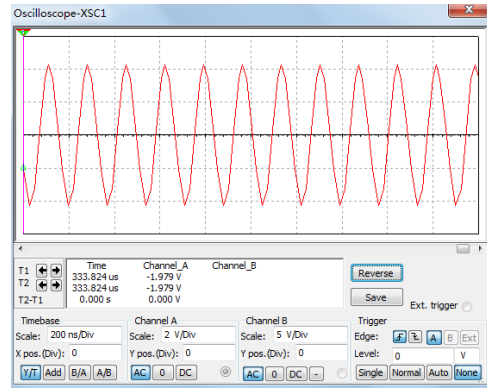 Oscilloscope-XSC1
Time Channel_A Channel_B
T1 333.824 us -1.979 V
T2 333.824 us -1.979 V
T2-T1 0.000 s 0.000 V
Reverse
Save
Ext. trigger
Timebase
Scale: 200 ns/Div
X pos.(Div): 0
Y/T Add B/A A/B
Channel A
Scale: 2 V/Div
Y pos.(Div): 0
AC 0 DC
Channel B
Scale: 5 V/Div
Y pos.(Div): 0
AC 0 DC -
Trigger
Edge: A B Ext
Level: 0 V
Single Normal Auto None